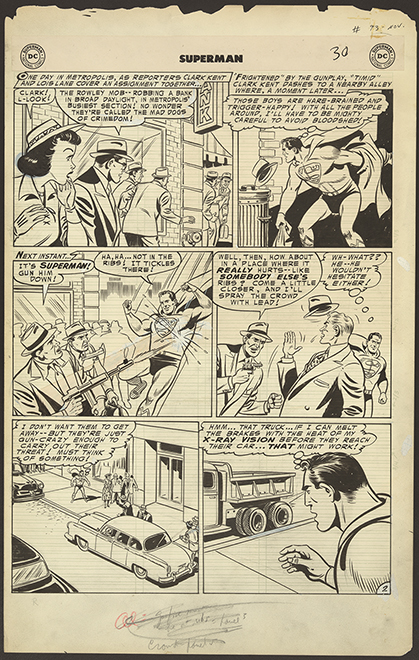 # 73 - NOV.
DC
SUPERMAN
30
DC
ONE DAY IN METROPOLIS, AS REPORTERS CLARK KENT
AND LOIS LANE COVER AN ASSIGNMENT TOGETHER...
CLARK!
L-LOOK!
THE ROWLEY MOB--ROBBING A BANK
IN BROAD DAYLIGHT, IN METROPOLIS'
BUSIEST SECTION! NO WONDER
THEY'RE CALLED THE MAD DOGS
OF CRIMEDOM!
FRIGHTENED" BY THE GUNPLAY, "TIMID"
CLARK KENT DASHES TO A NEARBY ALLEY
WHERE, A MOMENT LATER...
THOSE BOYS ARE HARE-BRAINED AND
TRIGGER-HAPPY! WITH ALL THE PEOPLE
AROUND, I'LL HAVE TO BE MIGHTY
CAREFUL TO AVOID BLOODSHED!
NEXT INSTANT...
IT'S SUPERMAN!
GUN HIM
DOWN!
HA, HA... NOT IN THE
RIBS! IT TICKLES
THERE!
WELL, THEN, HOW ABOUT
IN A PLACE WHERE IT
REALLY HURTS--LIKE
SOMEBODY ELSE'S
RIBS? COME A LITTLE
CLOSER, AND I'LL
SPRAY THE CROWD
WITH LEAD!
WH-WHAT??
HE--HE
WOULDN'T
HESITATE
EITHER!
I DON'T WANT THEM TO GET
AWAY--BUT THEY'RE JUST
GUN-CRAZY ENOUGH TO
CARRY OUT THEIR
THREAT! MUST THINK
OF SOMETHING!
HMM... THAT TRUCK... IF I CAN MELT
THE BRAKES WITH THE HEAT OF MY
X-RAY VISION BEFORE THEY REACH
THEIR CAR...THAT MIGHT WORK!
2